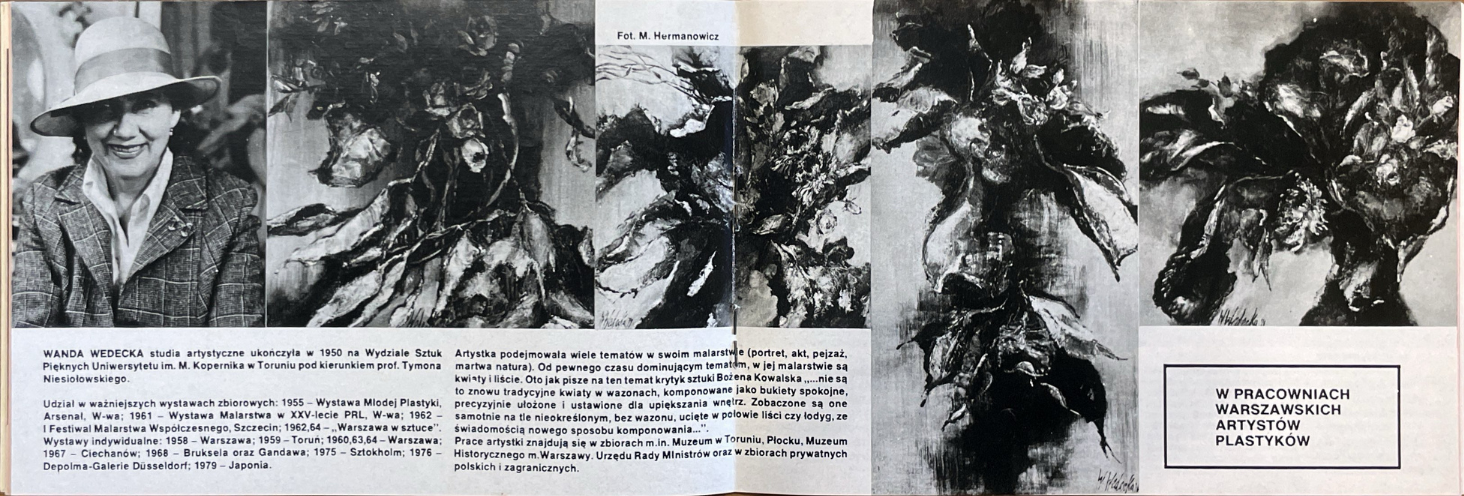 Fot. M. Hermanowicz
WANDA WEDECKA studia artystyczne ukończyła w 1950 na Wydziale Sztuk
Pięknych Uniwersytetu im. M. Kopernika w Toruniu pod kierunkiem prof. Tymona
Niesiołowskiego.
Udział w ważniejszych wystawach zbiorowych: 1955 – Wystawa Młodej Plastyki,
Arsenał, W-wa; 1961 – Wystawa Malarstwa w XXV-lecie PRL, W-wa; 1962 –
I Festiwal Malarstwa Współczesnego, Szczecin; 1962,64 – „Warszawa w sztuce".
Wystawy indywidualne: 1958 – Warszawa; 1959 – Toruń; 1960,63,64 – Warszawa;
1967 – Ciechanów; 1968 – Bruksela oraz Gandawa; 1975 – Sztokholm; 1976 –
Depolma-Galerie Düsseldorf; 1979 – Japonia.
Artystka podejmowała wiele tematów w swoim malarstwie (portret, akt, pejzaż,
martwa natura). Od pewnego czasu dominującym tematem, w jej malarstwie są
kwiaty i liście. Oto jak pisze na ten temat krytyk sztuki Bożena Kowalska „...nie są
to znowu tradycyjne kwiaty w wazonach, komponowane jako bukiety spokojne,
precyzyjnie ułożone i ustawione dla upiększania wnętrz. Zobaczone są one
samotnie na tle nieokreślonym, bez wazonu, ucięte w połowie liści czy łodyg, ze
świadomością nowego sposobu komponowania...".
Prace artystki znajdują się w zbiorach m.in. Muzeum w Toruniu, Płocku, Muzeum
Historycznego m.Warszawy. Urzędu Rady MInistrów oraz w zbiorach prywatnych
polskich i zagranicznych.
W PRACOWNIACH
WARSZAWSKICH
ARTYSTÓW
PLASTYKÓW